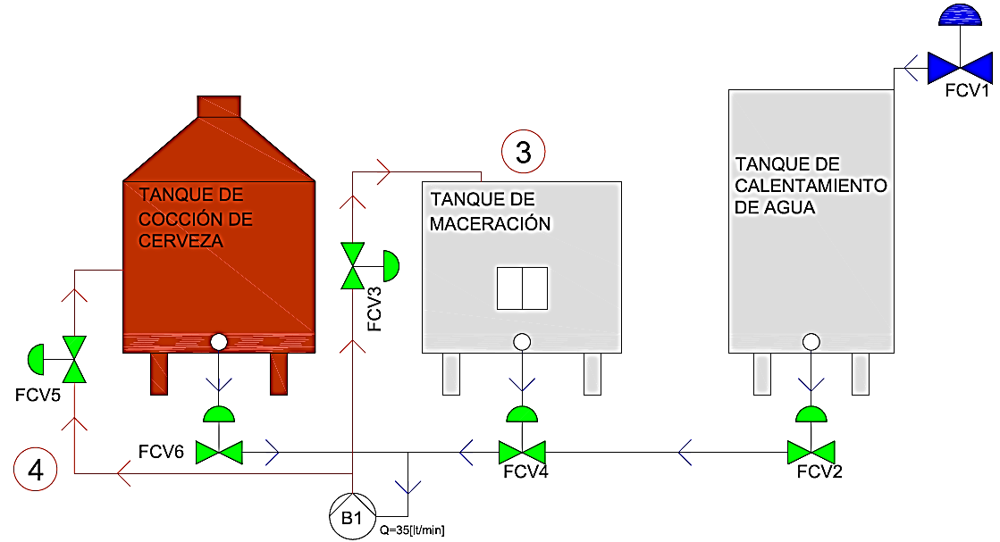 FCV1
3
TANQUE DE
CALENTAMIENTO
DE AGUA
TANQUE DE
COCCIÓN DE
CERVEZA
TANQUE DE
MACERACIÓN
FCV3
FCV5
FCV6
4
FCV4
FCV2
B1
Q=35[lt/min]